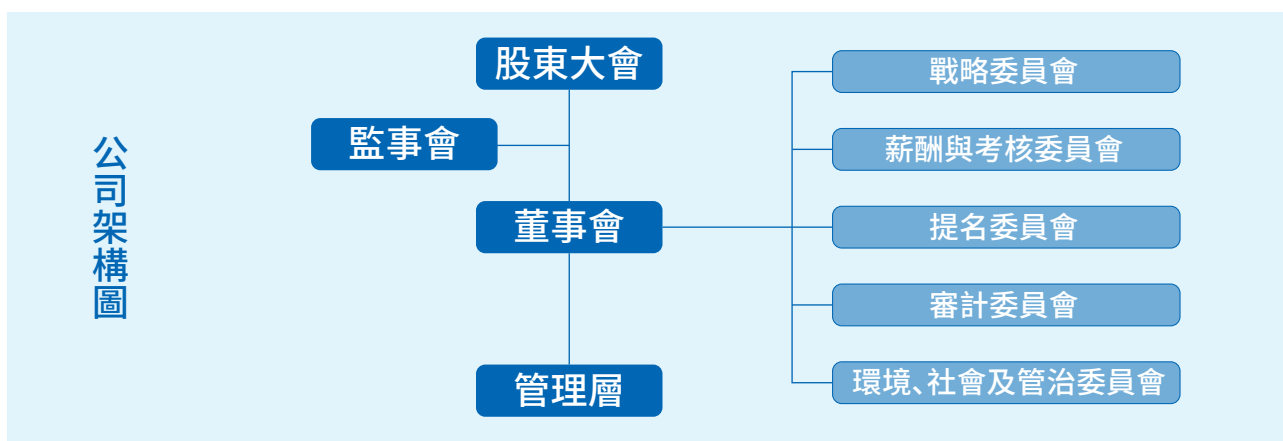 公司架構圖
股東大會
監事會
董事會
管理層
戰略委員會
薪酬與考核委員會
提名委員會
審計委員會
環境、社會及管治委員會